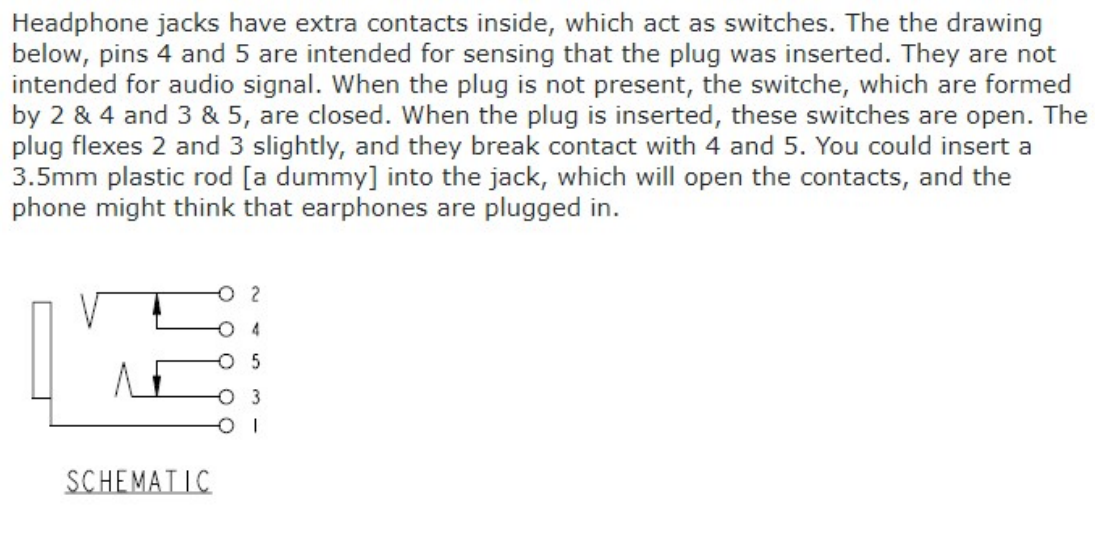 Headphone jacks have extra contacts inside, which act as switches. The the drawing
below, pins 4 and 5 are intended for sensing that the plug was inserted. They are not
intended for audio signal. When the plug is not present, the switche, which are formed
by 2 & 4 and 3 & 5, are closed. When the plug is inserted, these switches are open. The
plug flexes 2 and 3 slightly, and they break contact with 4 and 5. You could insert a
3.5mm plastic rod [a dummy] into the jack, which will open the contacts, and the
phone might think that earphones are plugged in.
2
4
5
3
1
SCHEMATIC